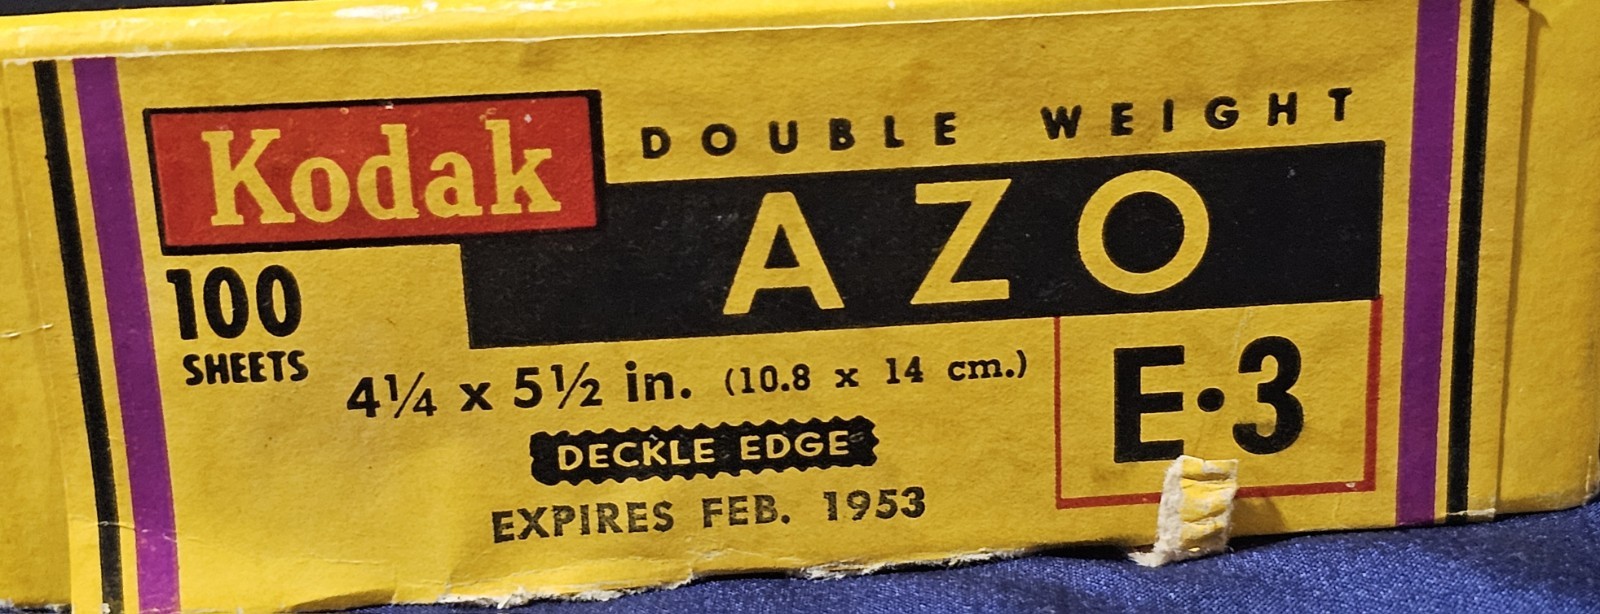 Kodak
DOUBLE WEIGHT
AZO
100
SHEETS
4¼ x 5½ in. (10.8 x 14 cm.)
E·3
DECKLE EDGE
EXPIRES FEB. 1953